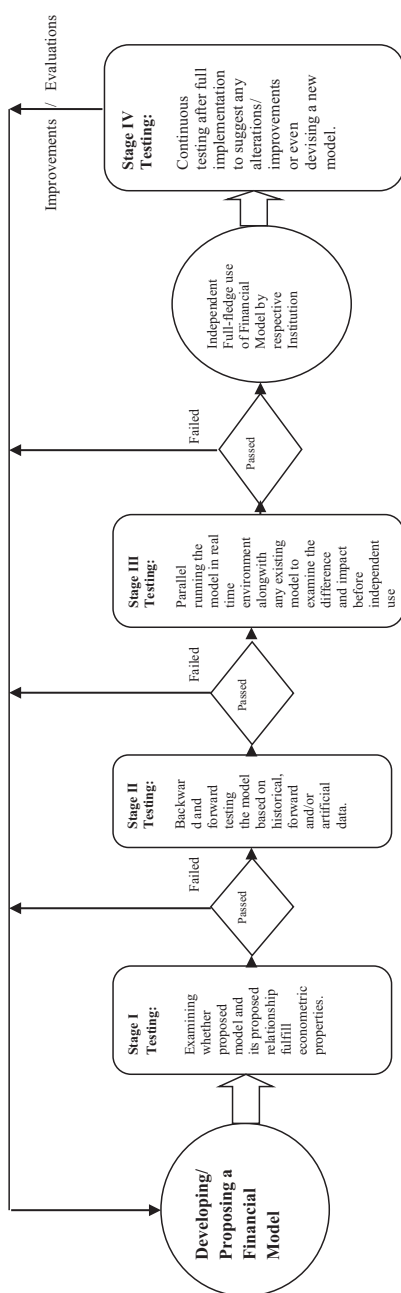 Improvements / Evaluations
Developing/
Proposing a
Financial
Model
Stage I
Testing:
Examining
whether
proposed
model and
its proposed
relationship
fulfill
econometric
properties.
Failed
Passed
Stage II
Testing:
Backwar
d and
forward
testing
the model
based on
historical,
forward
and/or
artificial
data.
Failed
Passed
Stage III
Testing:
Parallel
running the
model in real
time
environment
alongwith
any existing
model to
examine the
difference
and impact
before
independent
use
Failed
Passed
Independent
Full-fledge use
of Financial
Model by
respective
Institution
Stage IV
Testing:
Continuous
testing after full
implementation
to suggest any
alterations/
improvements
or even
devising a new
model.